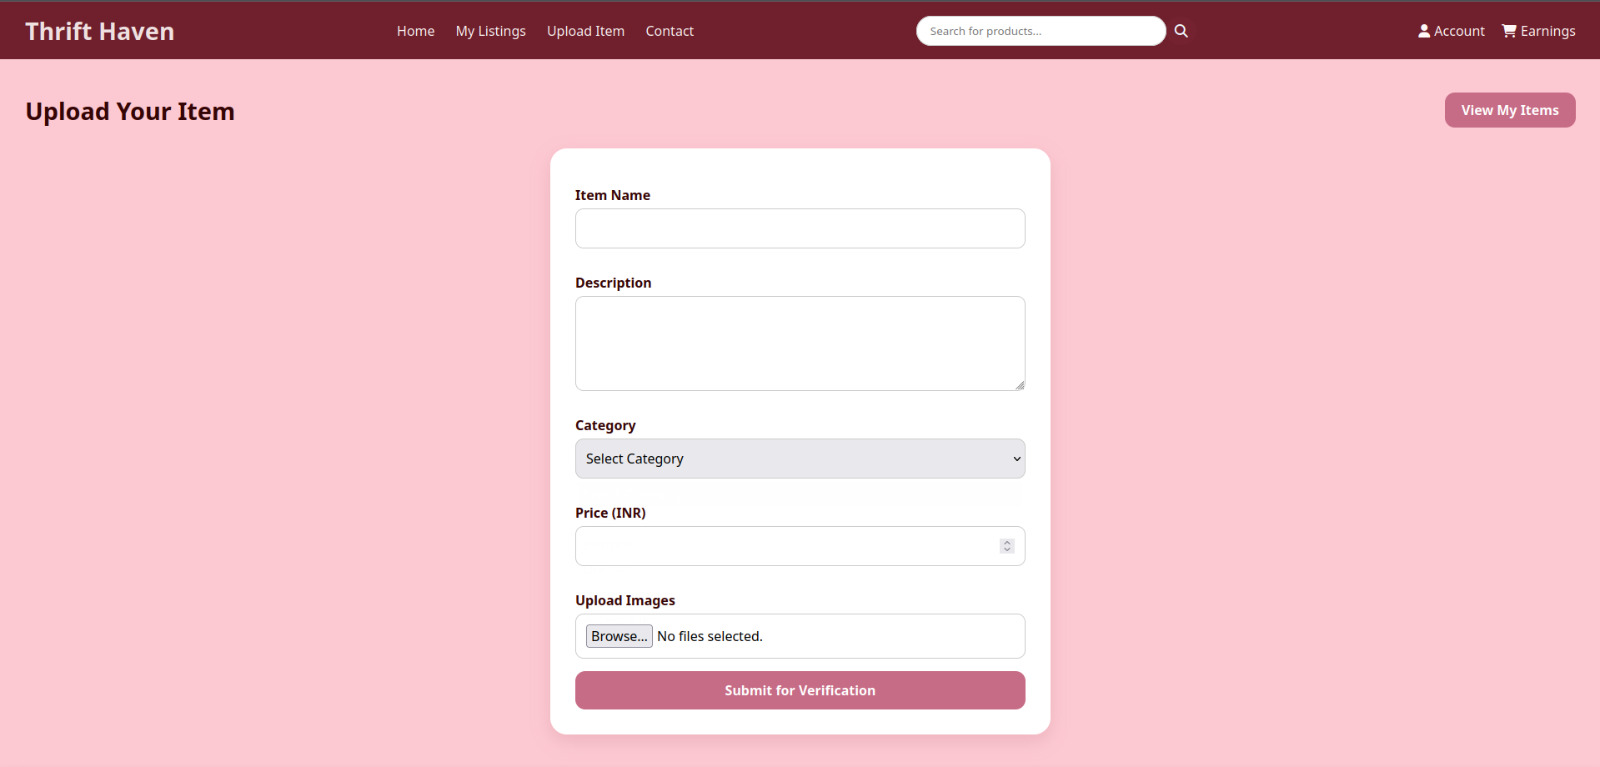 Thrift Haven
Home My Listings Upload Item Contact
Search for products...
Account Earnings
Upload Your Item
View My Items
Item Name
Description
Category
Select Category
Price (INR)
Upload Images
Browse... No files selected.
Submit for Verification